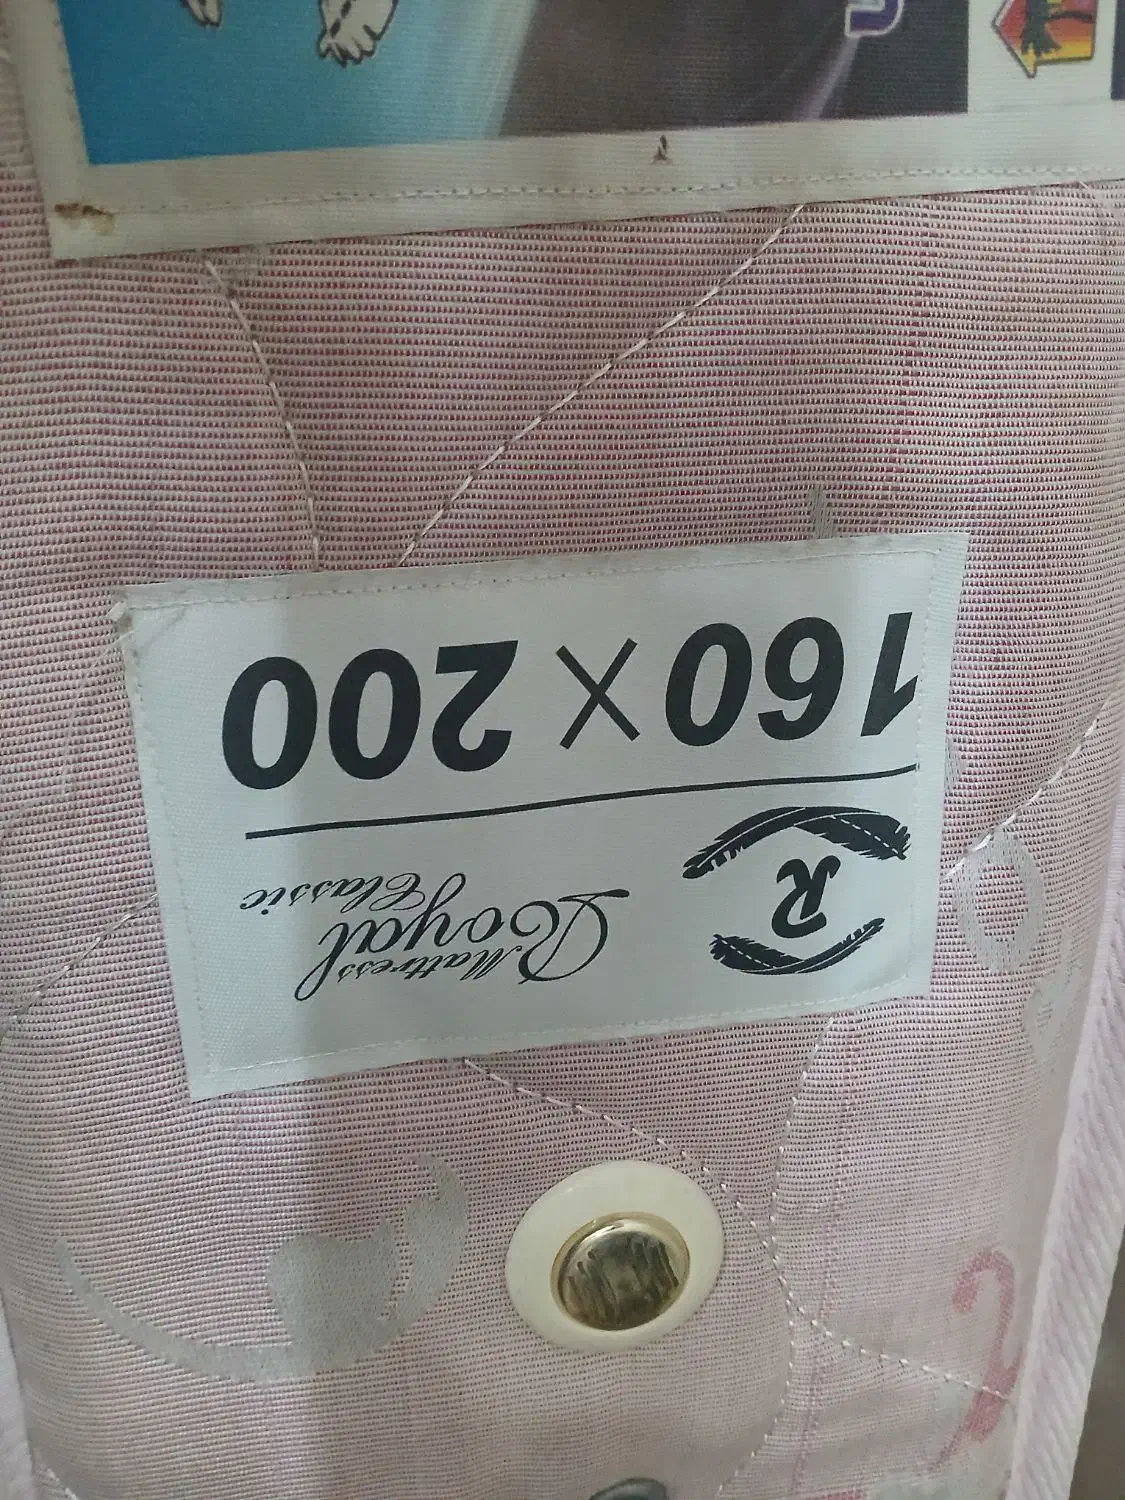 Mattress
Royal
Classic
R
160 X 200